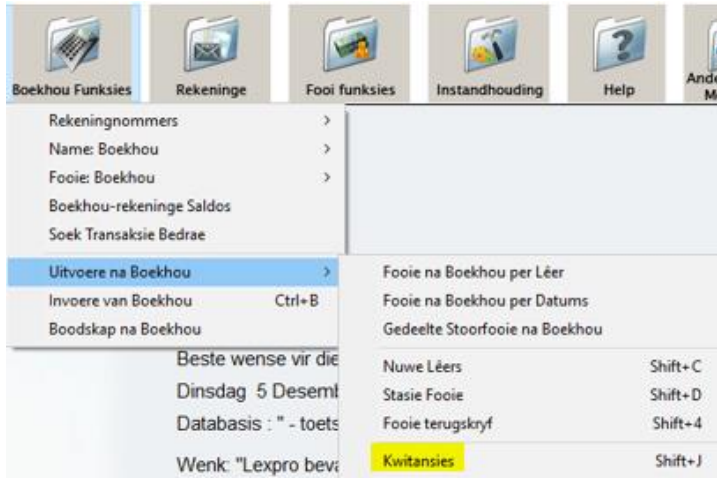 Boekhou Funksies
Rekeninge
Fooi funksies
Instandhouding
Help
Ande
M
Rekeningnommers
Name: Boekhou
Fooie: Boekhou
Boekhou-rekeninge Saldos
Soek Transaksie Bedrae
Uitvoere na Boekhou
Invoere van Boekhou Ctrl+B
Boodskap na Boekhou
Fooie na Boekhou per Lêer
Fooie na Boekhou per Datums
Gedeelte Stoorfooie na Boekhou
Nuwe Lêers Shift+C
Stasie Fooie Shift+D
Fooie terugskryf Shift+4
Kwitansies Shift+J
Beste wense vir die
Dinsdag 5 Desemb
Databasis : " - toets
Wenk: "Lexpro beva